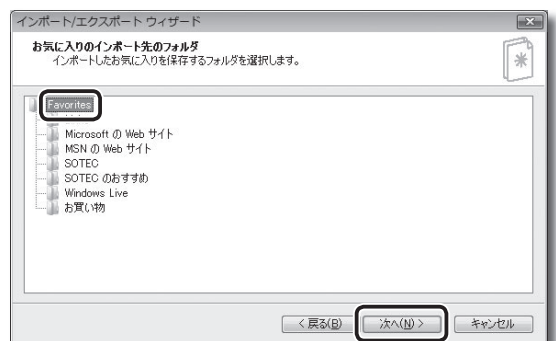 インポート/エクスポート ウィザード
お気に入りのインポート先のフォルダ
インポートしたお気に入りを保存するフォルダを選択します。
Favorites
Microsoft の Web サイト
MSN の Web サイト
SOTEC
SOTEC のおすすめ
Windows Live
お買い物
< 戻る(B)
次へ(N) >
キャンセル